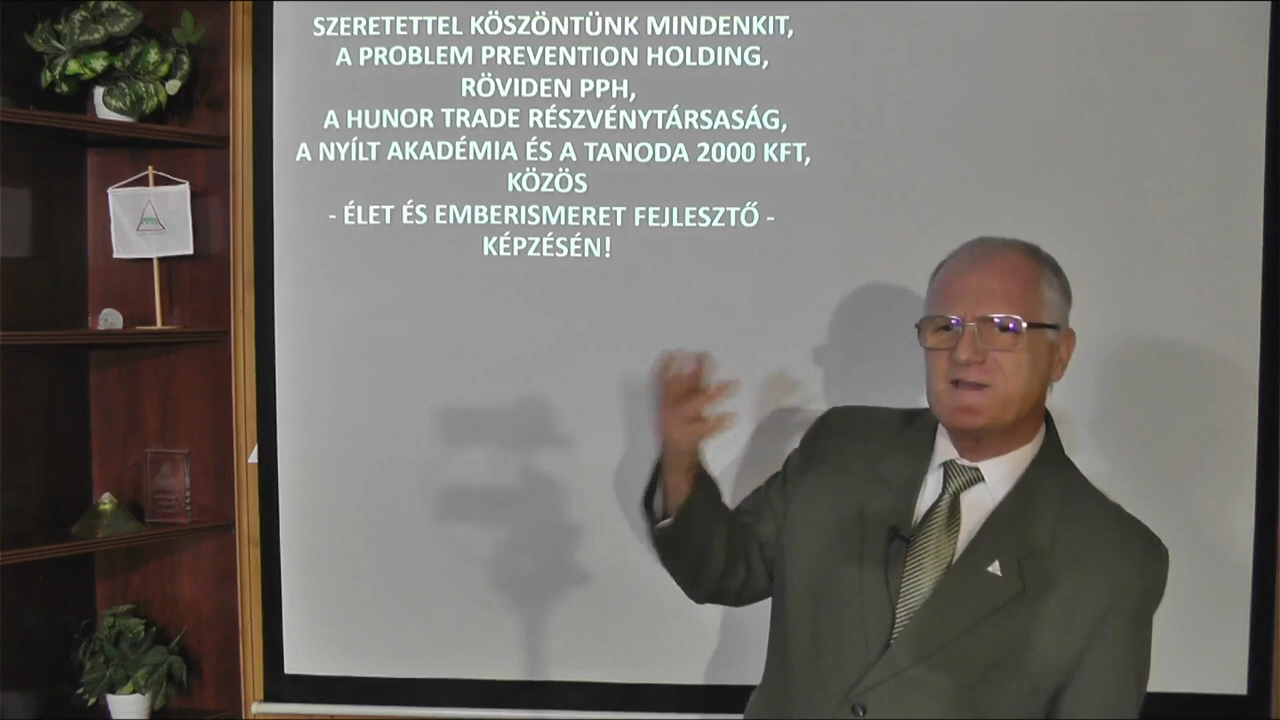 SZERETETTEL KÖSZÖNTÜNK MINDENKIT,
A PROBLEM PREVENTION HOLDING,
RÖVIDEN PPH,
A HUNOR TRADE RÉSZVÉNYTÁRSASÁG,
A NYÍLT AKADÉMIA ÉS A TANODA 2000 KFT,
KÖZÖS
- ÉLET ÉS EMBERISMERET FEJLESZTŐ -
KÉPZÉSÉN!